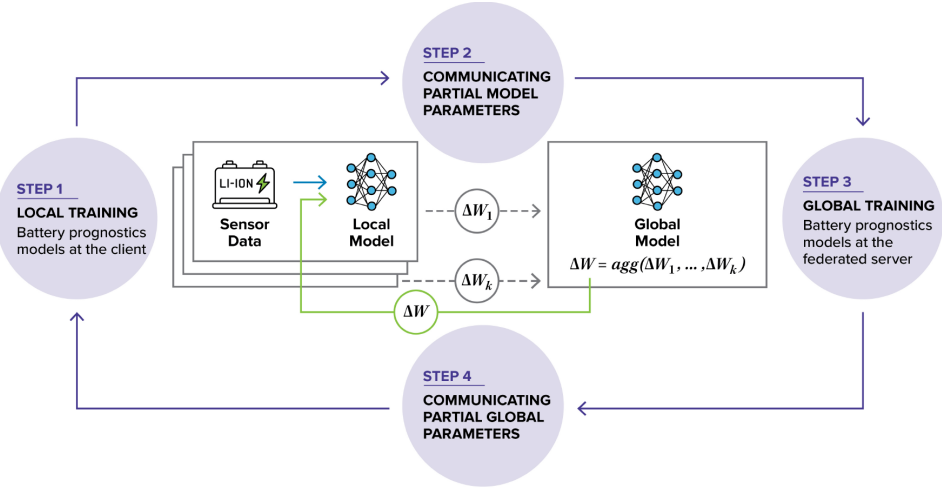 STEP 2
COMMUNICATING
PARTIAL MODEL
PARAMETERS
STEP 1
LOCAL TRAINING
Battery prognostics
models at the client
LI-ION
Sensor
Data
Local
Model
ΔW₁
ΔWₖ
ΔW
Global
Model
ΔW = agg(ΔW₁, ... ,ΔWₖ)
STEP 3
GLOBAL TRAINING
Battery prognostics
models at the
federated server
STEP 4
COMMUNICATING
PARTIAL GLOBAL
PARAMETERS